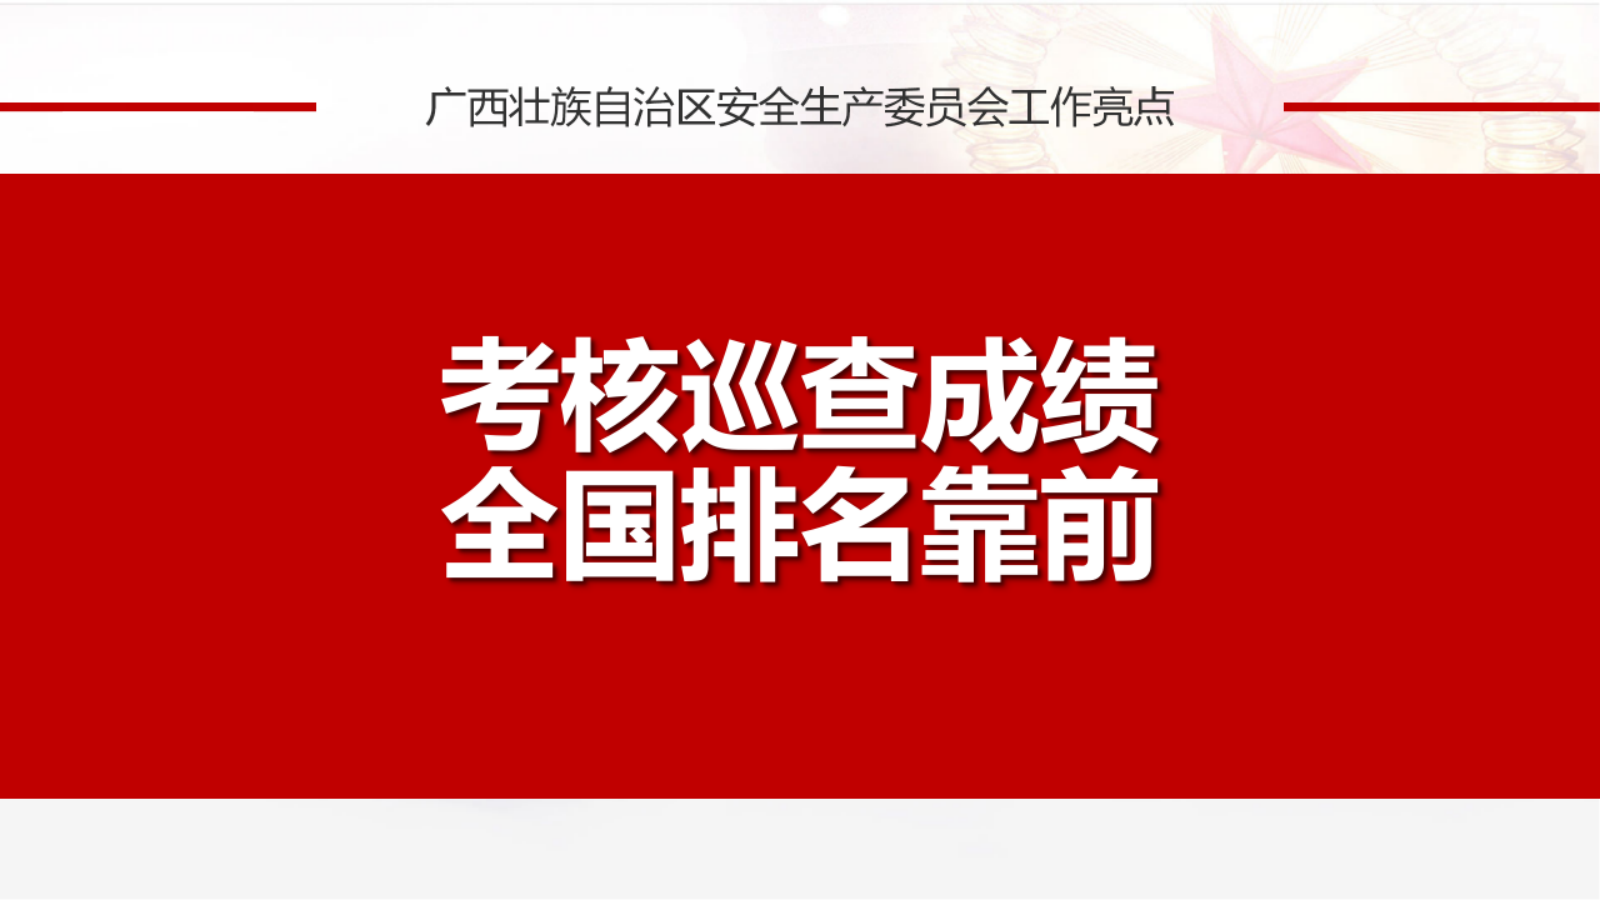 广西壮族自治区安全生产委员会工作亮点
考核巡查成绩
全国排名靠前